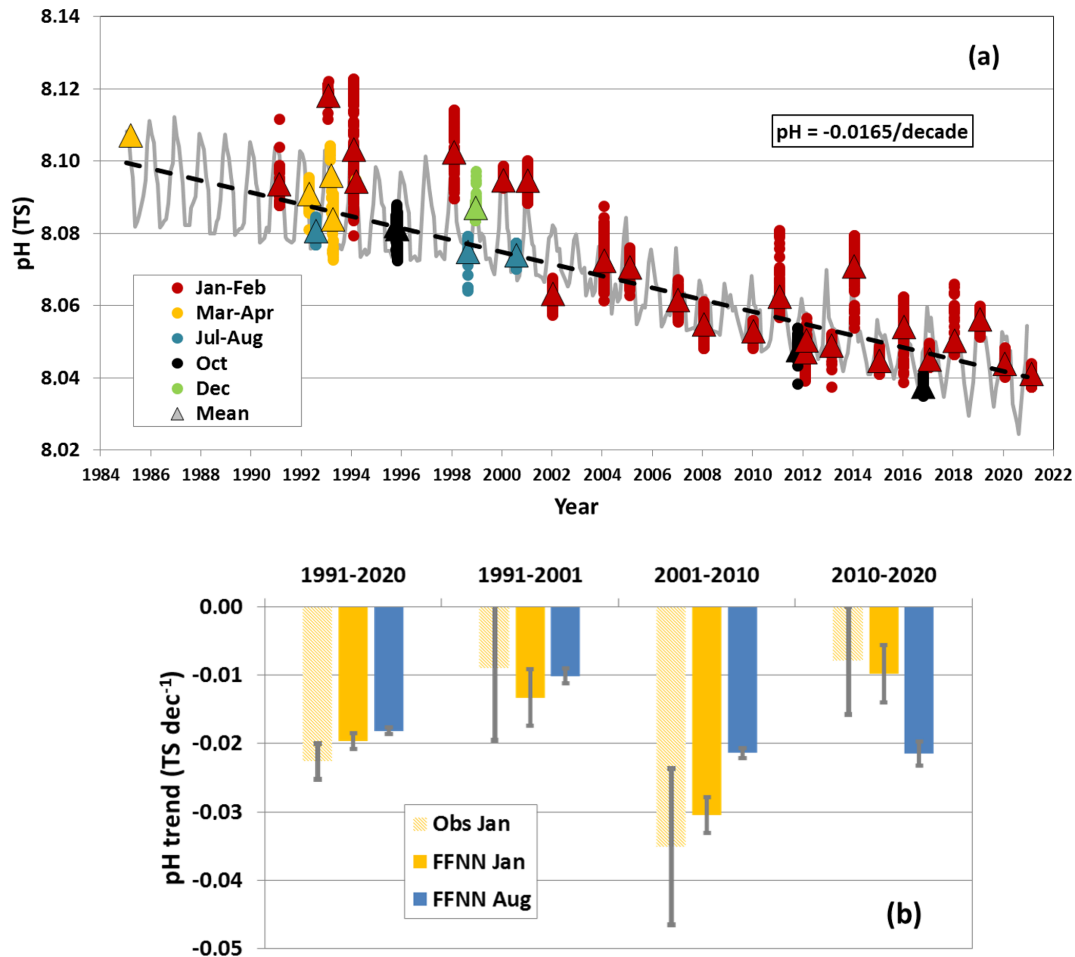 8.14
8.12
8.10
8.08
8.06
8.04
8.02
pH (TS)
(a)
pH = -0.0165/decade
Jan-Feb
Mar-Apr
Jul-Aug
Oct
Dec
Mean
1984 1986 1988 1990 1992 1994 1996 1998 2000 2002 2004 2006 2008 2010 2012 2014 2016 2018 2020 2022
Year
1991-2020 1991-2001 2001-2010 2010-2020
0.00
-0.01
-0.02
-0.03
-0.04
-0.05
pH trend (TS dec⁻¹)
Obs Jan
FFNN Jan
FFNN Aug
(b)